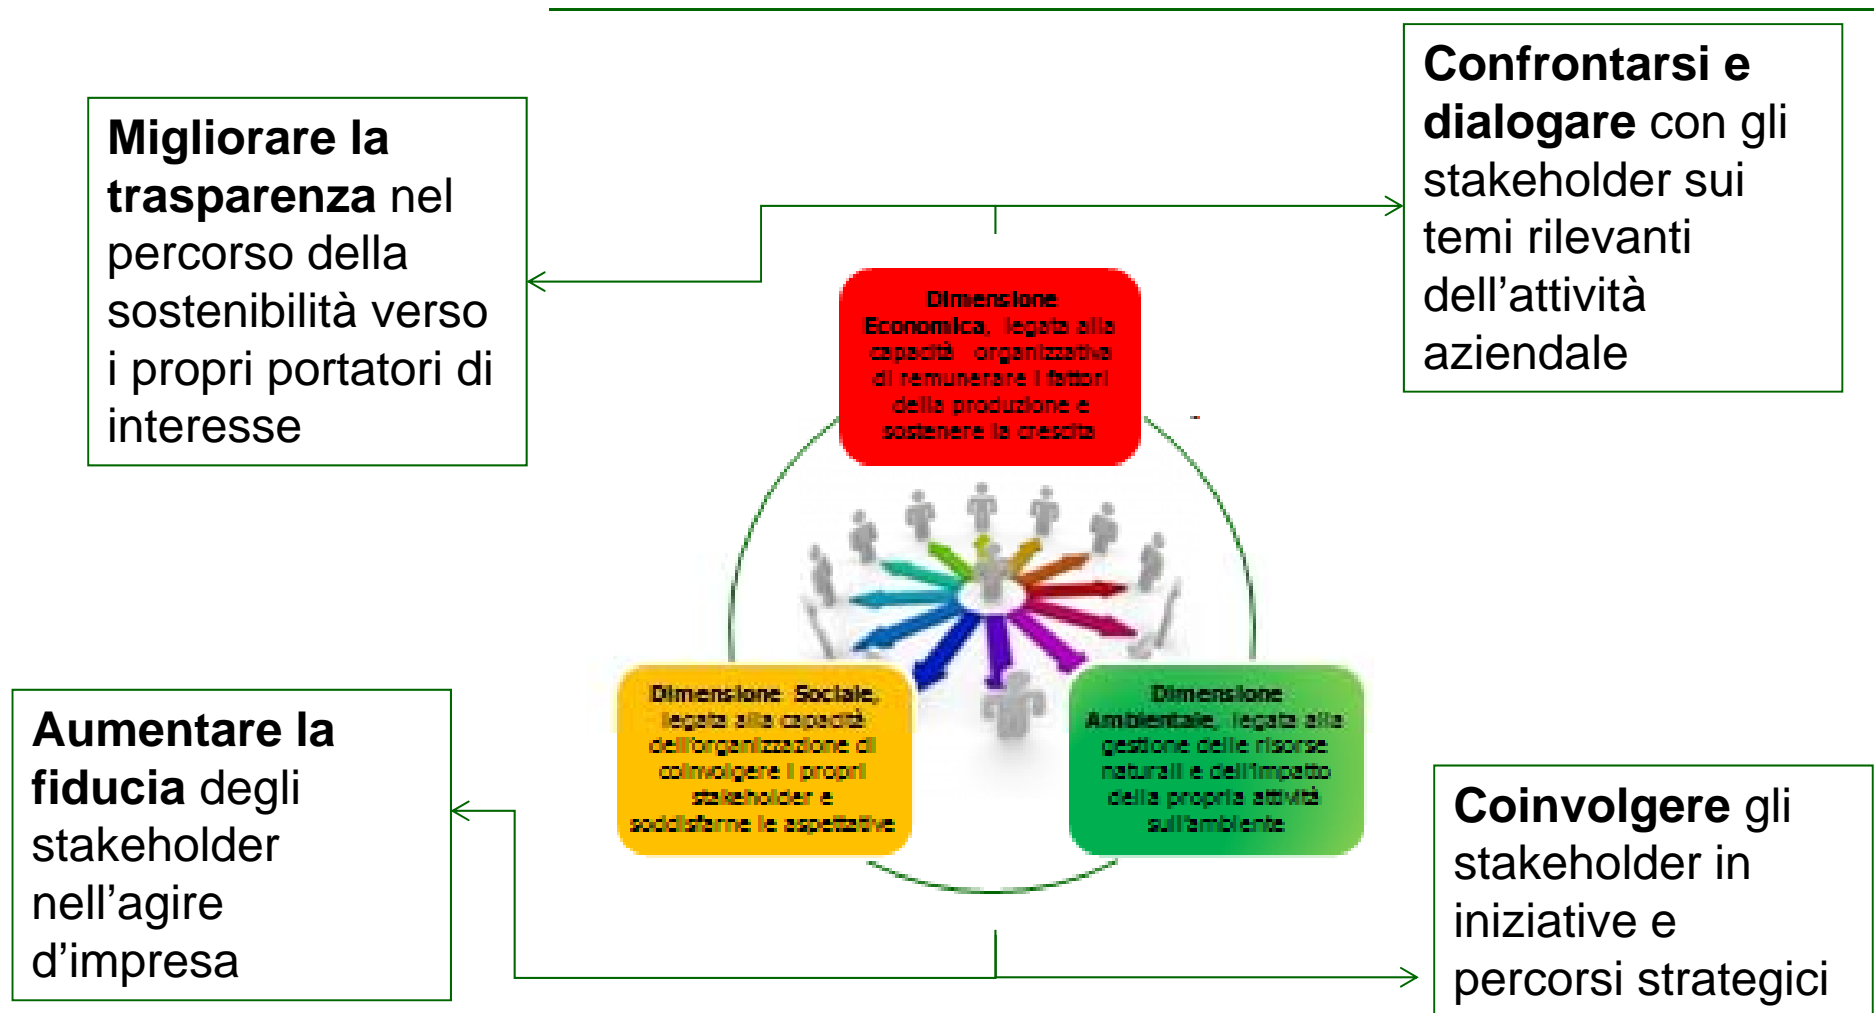 Migliorare la
trasparenza nel
percorso della
sostenibilità verso
i propri portatori di
interesse
Confrontarsi e
dialogare con gli
stakeholder sui
temi rilevanti
dell’attività
aziendale
Dimensione
Economica, legata alla
capacità organizzativa
di remunerare i fattori
della produzione e
sostenere la crescita
Dimensione Sociale,
legata alla capacità
dell'organizzazione di
coinvolgere i propri
stakeholder e
soddisfarne le aspettative
Dimensione
Ambientale, legata alla
gestione delle risorse
naturali e dell'impatto
della propria attività
sull'ambiente
Aumentare la
fiducia degli
stakeholder
nell’agire
d’impresa
Coinvolgere gli
stakeholder in
iniziative e
percorsi strategici